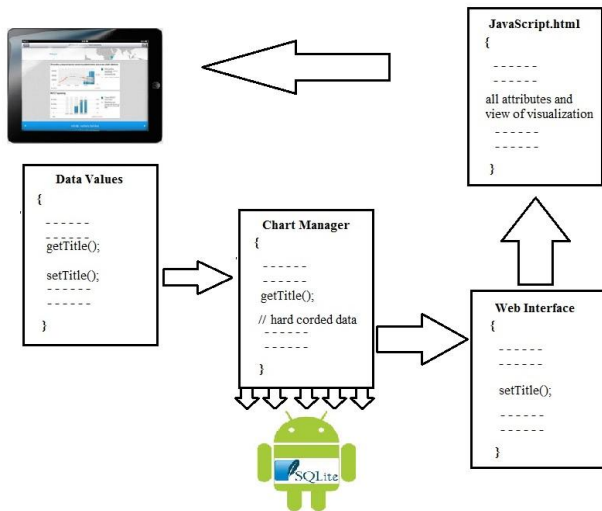 JavaScript.html
{
all attributes and
view of visualization
}
Data Values
{
getTitle();
setTitle();
}
Chart Manager
{
getTitle();
// hard corded data
}
Web Interface
{
setTitle();
}
SQLite